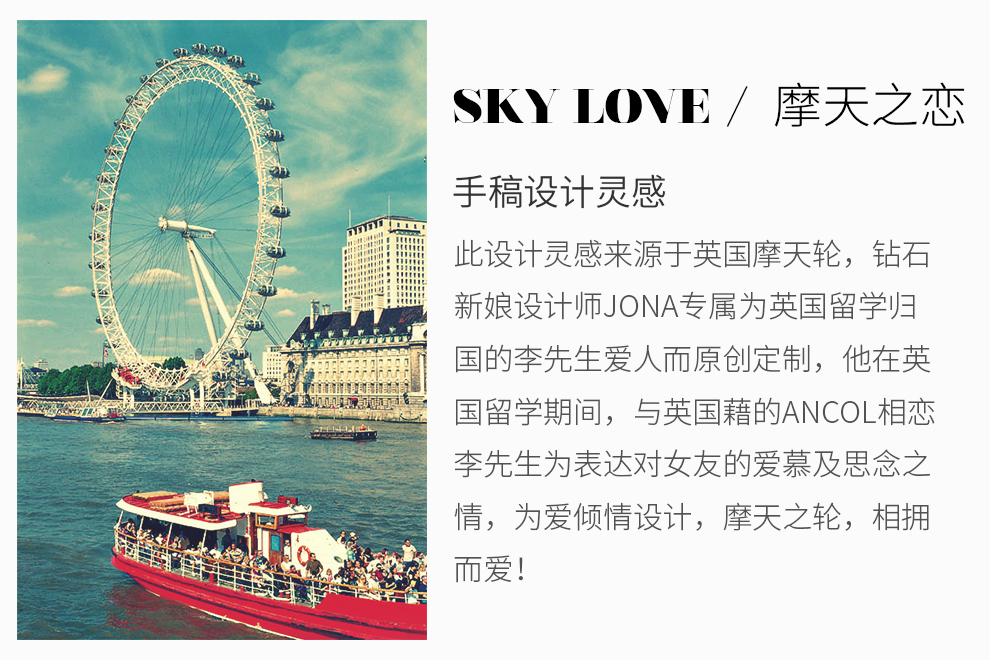 SKY LOVE / 摩天之恋
手稿设计灵感
此设计灵感来源于英国摩天轮，钻石
新娘设计师JONA专属为英国留学归
国的李先生爱人而原创定制，他在英
国留学期间，与英国藉的ANCOL相恋
李先生为表达对女友的爱慕及思念之
情，为爱倾情设计，摩天之轮，相拥
而爱！